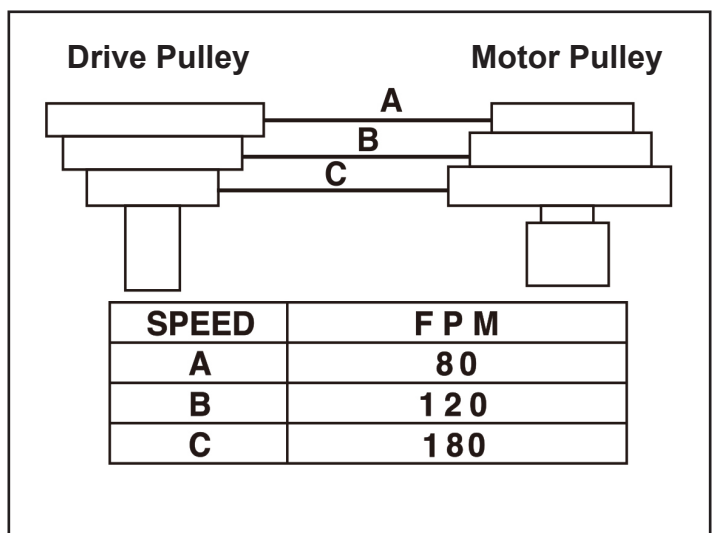 Drive Pulley Motor Pulley
A
B
C
SPEED F P M
A 80
B 120
C 180